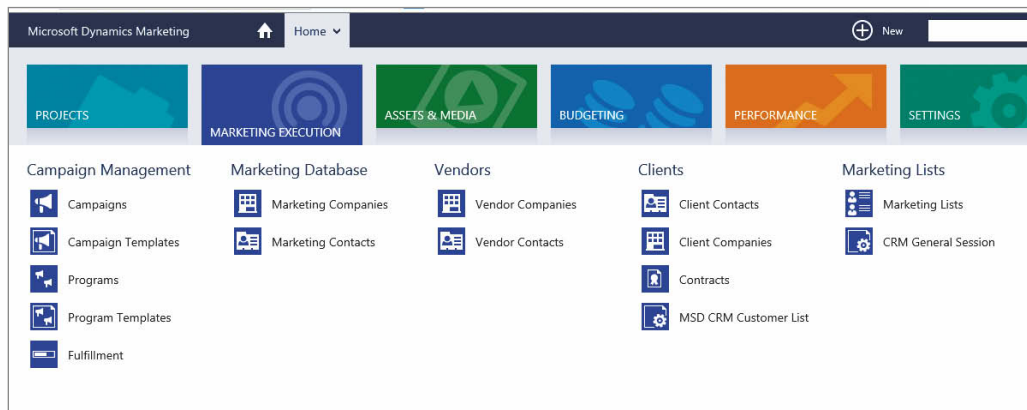 Microsoft Dynamics Marketing
Home
New
PROJECTS
MARKETING EXECUTION
ASSETS & MEDIA
BUDGETING
PERFORMANCE
SETTINGS
Campaign Management
Campaigns
Campaign Templates
Programs
Program Templates
Fulfillment
Marketing Database
Marketing Companies
Marketing Contacts
Vendors
Vendor Companies
Vendor Contacts
Clients
Client Contacts
Client Companies
Contracts
MSD CRM Customer List
Marketing Lists
Marketing Lists
CRM General Session